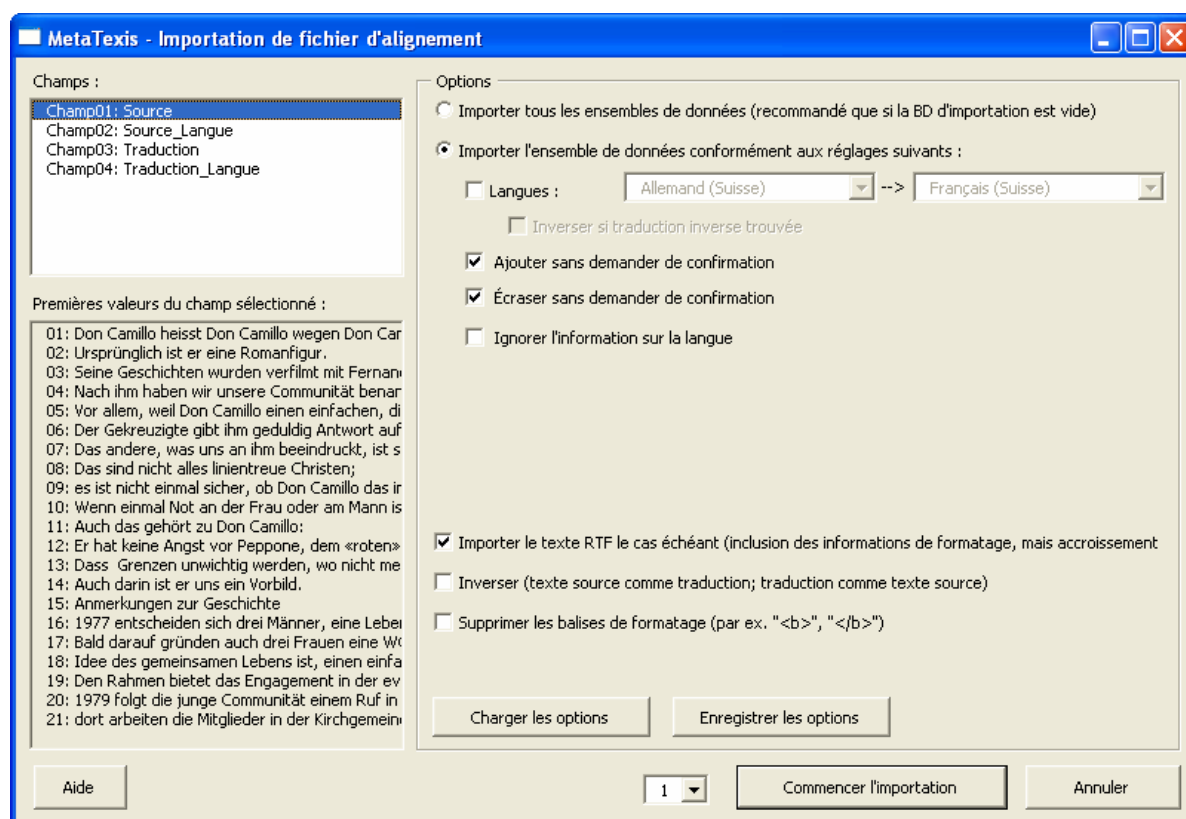 MetaTexis - Importation de fichier d'alignement
Champs :
Champ01: Source
Champ02: Source_Langue
Champ03: Traduction
Champ04: Traduction_Langue
Premières valeurs du champ sélectionné :
01: Don Camillo heisst Don Camillo wegen Don Car
02: Ursprünglich ist er eine Romanfigur.
03: Seine Geschichten wurden verfilmt mit Fernan
04: Nach ihm haben wir unsere Communität benar
05: Vor allem, weil Don Camillo einen einfachen, di
06: Der Gekreuzigte gibt ihm geduldig Antwort auf
07: Das andere, was uns an ihm beeindruckt, ist s
08: Das sind nicht alles linientreue Christen;
09: es ist nicht einmal sicher, ob Don Camillo das ir
10: Wenn einmal Not an der Frau oder am Mann is
11: Auch das gehört zu Don Camillo:
12: Er hat keine Angst vor Peppone, dem «roten»
13: Dass Grenzen unwichtig werden, wo nicht me
14: Auch darin ist er uns ein Vorbild.
15: Anmerkungen zur Geschichte
16: 1977 entscheiden sich drei Männer, eine Leber
17: Bald darauf gründen auch drei Frauen eine WG
18: Idee des gemeinsamen Lebens ist, einen einfa
19: Den Rahmen bietet das Engagement in der ev
20: 1979 folgt die junge Communität einem Ruf in
21: dort arbeiten die Mitglieder in der Kirchgemein
Options
Importer tous les ensembles de données (recommandé que si la BD d'importation est vide)
Importer l'ensemble de données conformément aux réglages suivants :
Langues : Allemand (Suisse) --> Français (Suisse)
Inverser si traduction inverse trouvée
Ajouter sans demander de confirmation
Écraser sans demander de confirmation
Ignorer l'information sur la langue
Importer le texte RTF le cas échéant (inclusion des informations de formatage, mais accroissement
Inverser (texte source comme traduction; traduction comme texte source)
Supprimer les balises de formatage (par ex. "<b>", "</b>")
Charger les options Enregistrer les options
Aide 1 Commencer l'importation Annuler